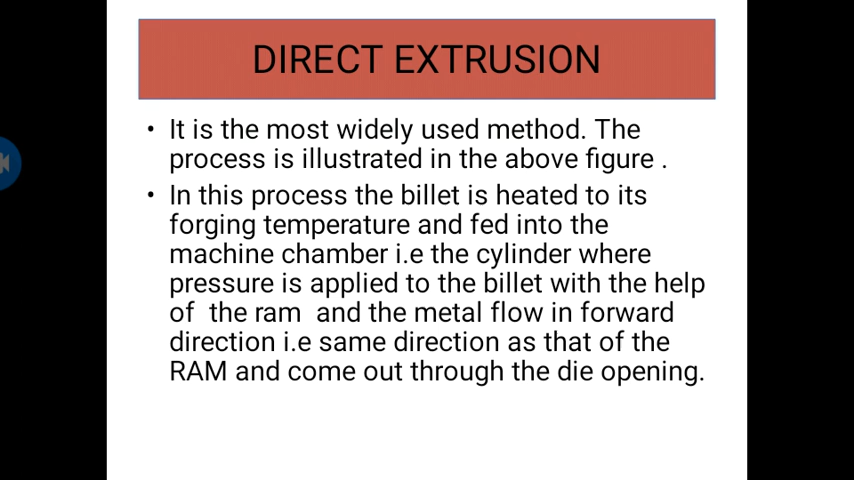 DIRECT EXTRUSION
• It is the most widely used method. The
process is illustrated in the above figure .
• In this process the billet is heated to its
forging temperature and fed into the
machine chamber i.e the cylinder where
pressure is applied to the billet with the help
of  the ram  and the metal flow in forward
direction i.e same direction as that of the
RAM and come out through the die opening.